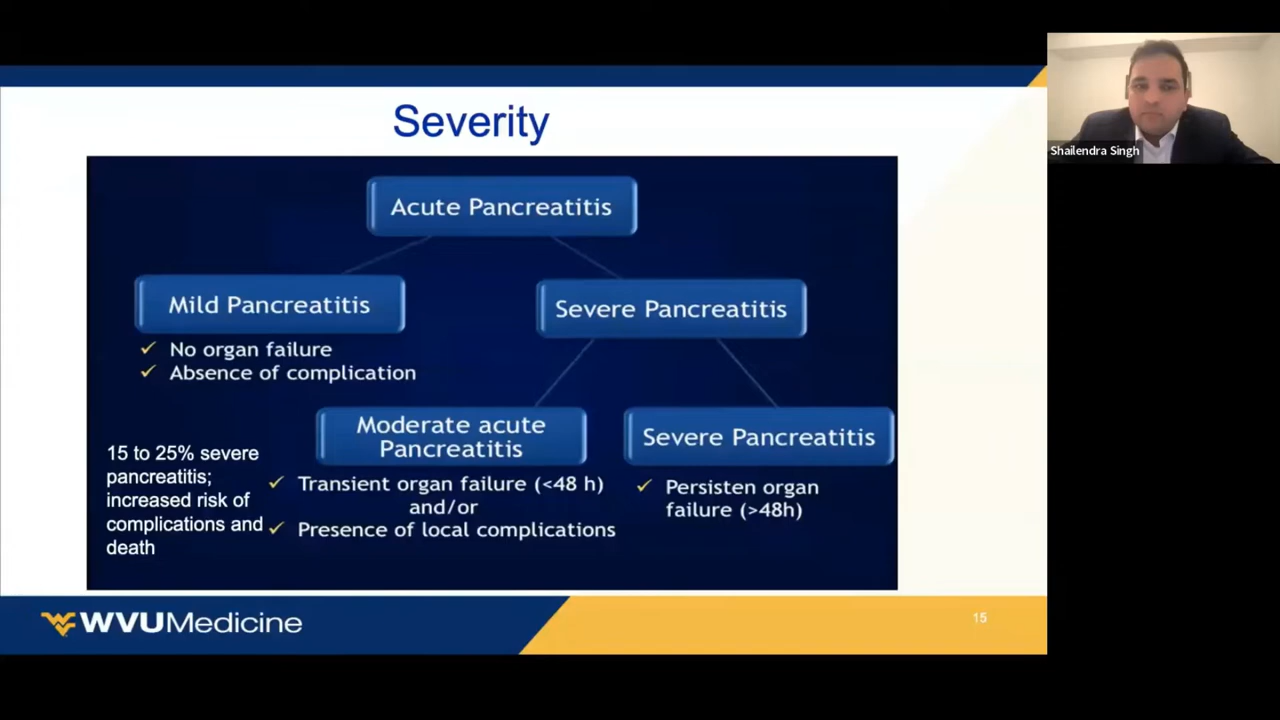 Severity
Acute Pancreatitis
Mild Pancreatitis
Severe Pancreatitis
✓ No organ failure
✓ Absence of complication
Moderate acute
Pancreatitis
Severe Pancreatitis
15 to 25% severe
pancreatitis;
increased risk of
complications and
death
✓ Transient organ failure (<48 h)
and/or
✓ Presence of local complications
✓ Persisten organ
failure (>48h)
WVUMedicine
15
Shailendra Singh